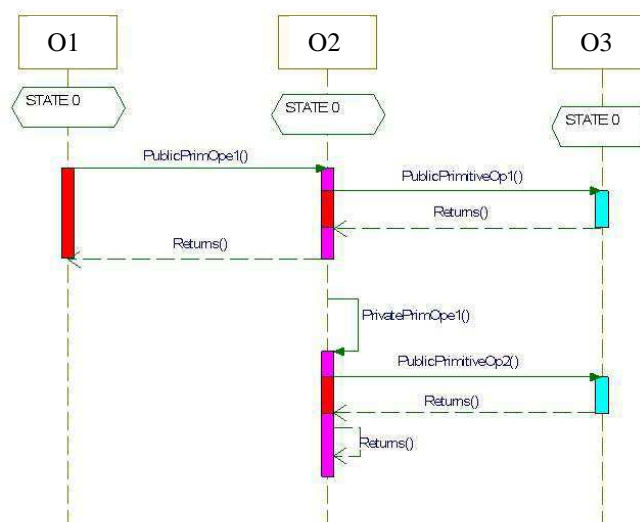 O1 O2 O3
STATE 0 STATE 0 STATE 0
PublicPrimOpe1()
PublicPrimitiveOp1()
Returns()
Returns()
PrivatePrimOpe1()
PublicPrimitiveOp2()
Returns()
Returns()